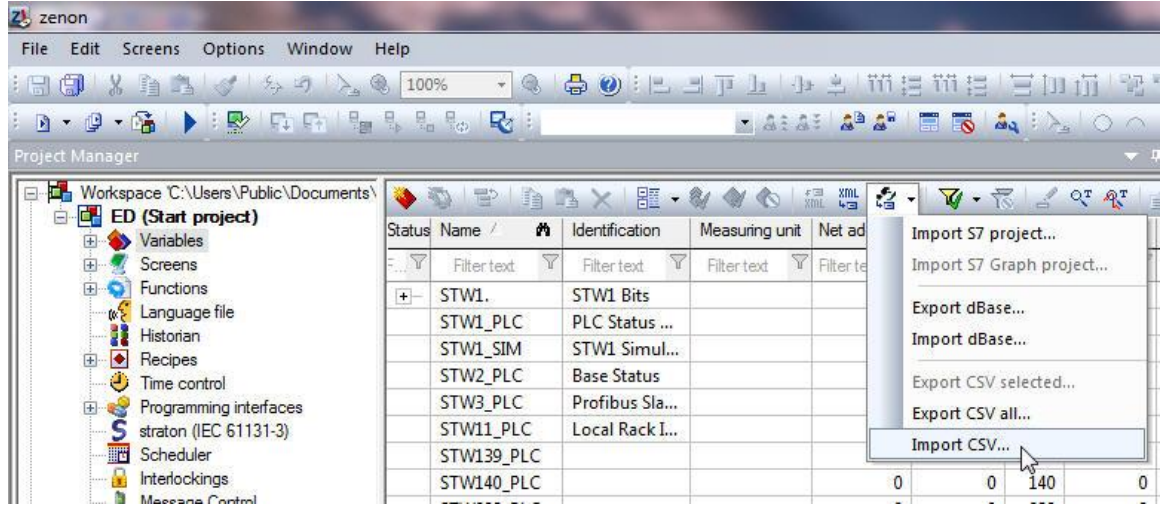 zenon
File Edit Screens Options Window Help
100%
Project Manager
Workspace 'C:\Users\Public\Documents\
ED (Start project)
Variables
Screens
Functions
Language file
Historian
Recipes
Time control
Programming interfaces
straton (IEC 61131-3)
Scheduler
Interlockings
Message Control
XML XML
Status Name Identification Measuring unit Net ad
F... Filter text Filter text Filter text Filter te
STW1. STW1 Bits
STW1_PLC PLC Status ...
STW1_SIM STW1 Simul...
STW2_PLC Base Status
STW3_PLC Profibus Sla...
STW11_PLC Local Rack I...
STW139_PLC
STW140_PLC 0 0 140 0
Import S7 project...
Import S7 Graph project...
Export dBase...
Import dBase...
Export CSV selected...
Export CSV all...
Import CSV...